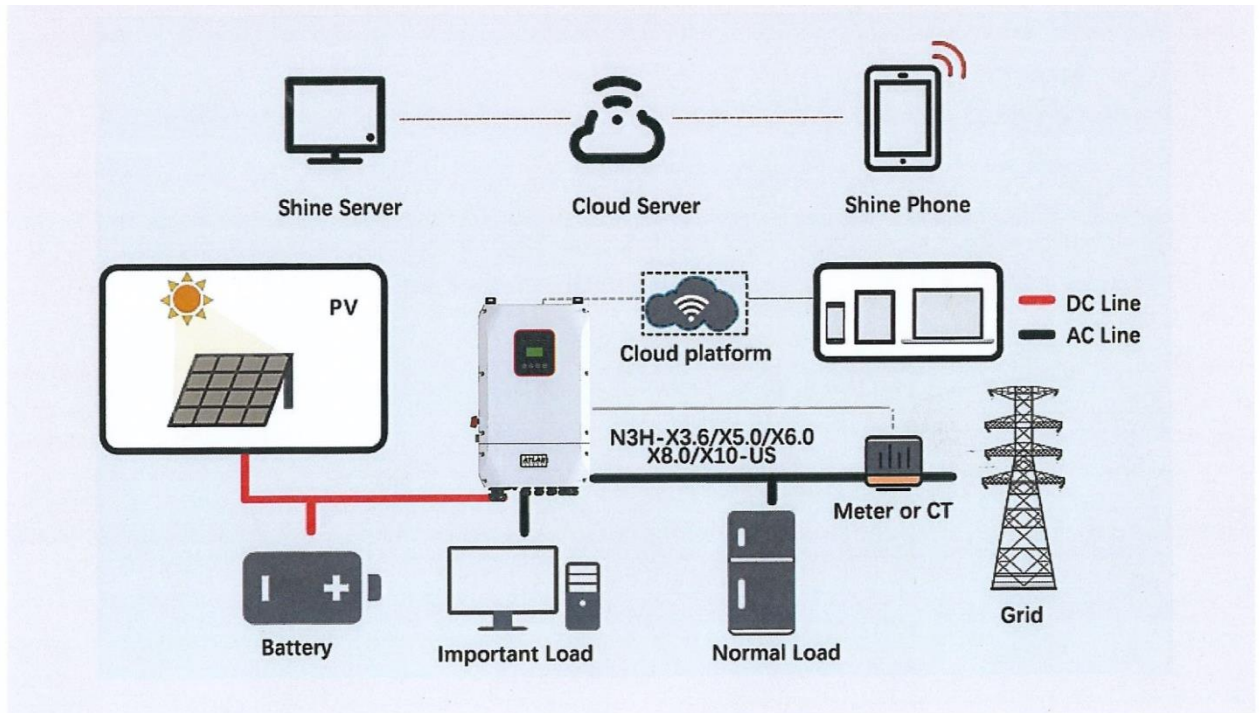 Shine Server
Cloud Server
Shine Phone
PV
DC Line
AC Line
Cloud platform
N3H-X3.6/X5.0/X6.0
X8.0/X10-US
Meter or CT
Grid
Battery
Important Load
Normal Load